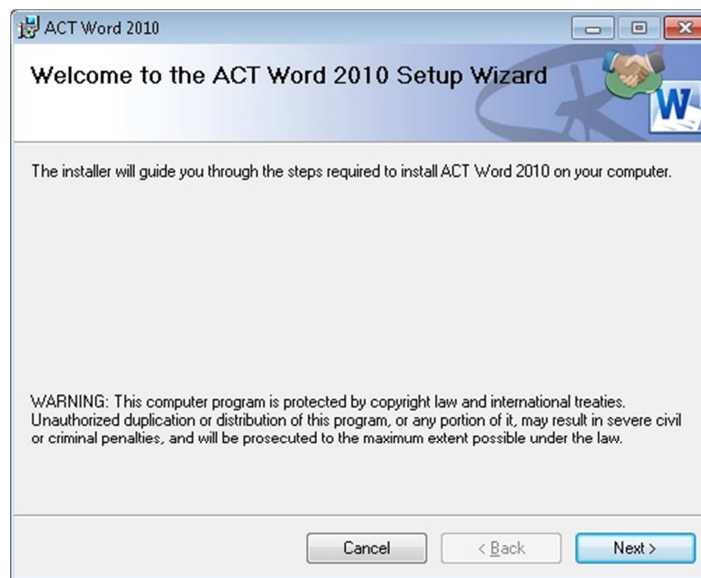 ACT Word 2010
Welcome to the ACT Word 2010 Setup Wizard
W
The installer will guide you through the steps required to install ACT Word 2010 on your computer.
WARNING: This computer program is protected by copyright law and international treaties.
Unauthorized duplication or distribution of this program, or any portion of it, may result in severe civil
or criminal penalties, and will be prosecuted to the maximum extent possible under the law.
Cancel
< Back
Next >